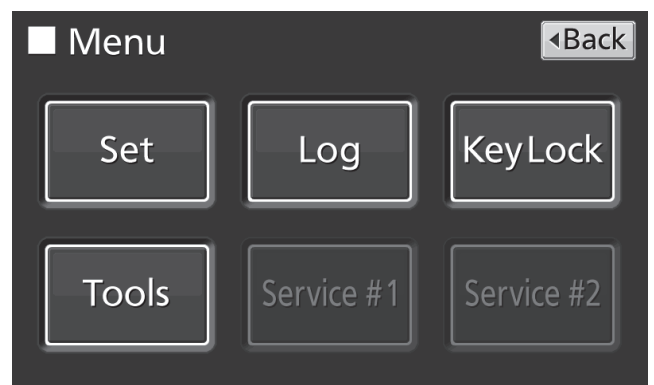 Menu
Back
Set
Log
KeyLock
Tools
Service #1
Service #2